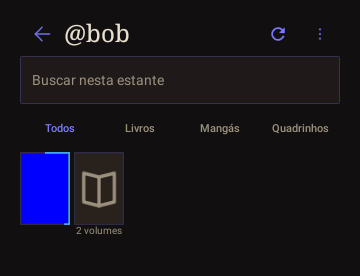 @bob
Buscar nesta estante
Todos
Livros
Mangás
Quadrinhos
2 volumes